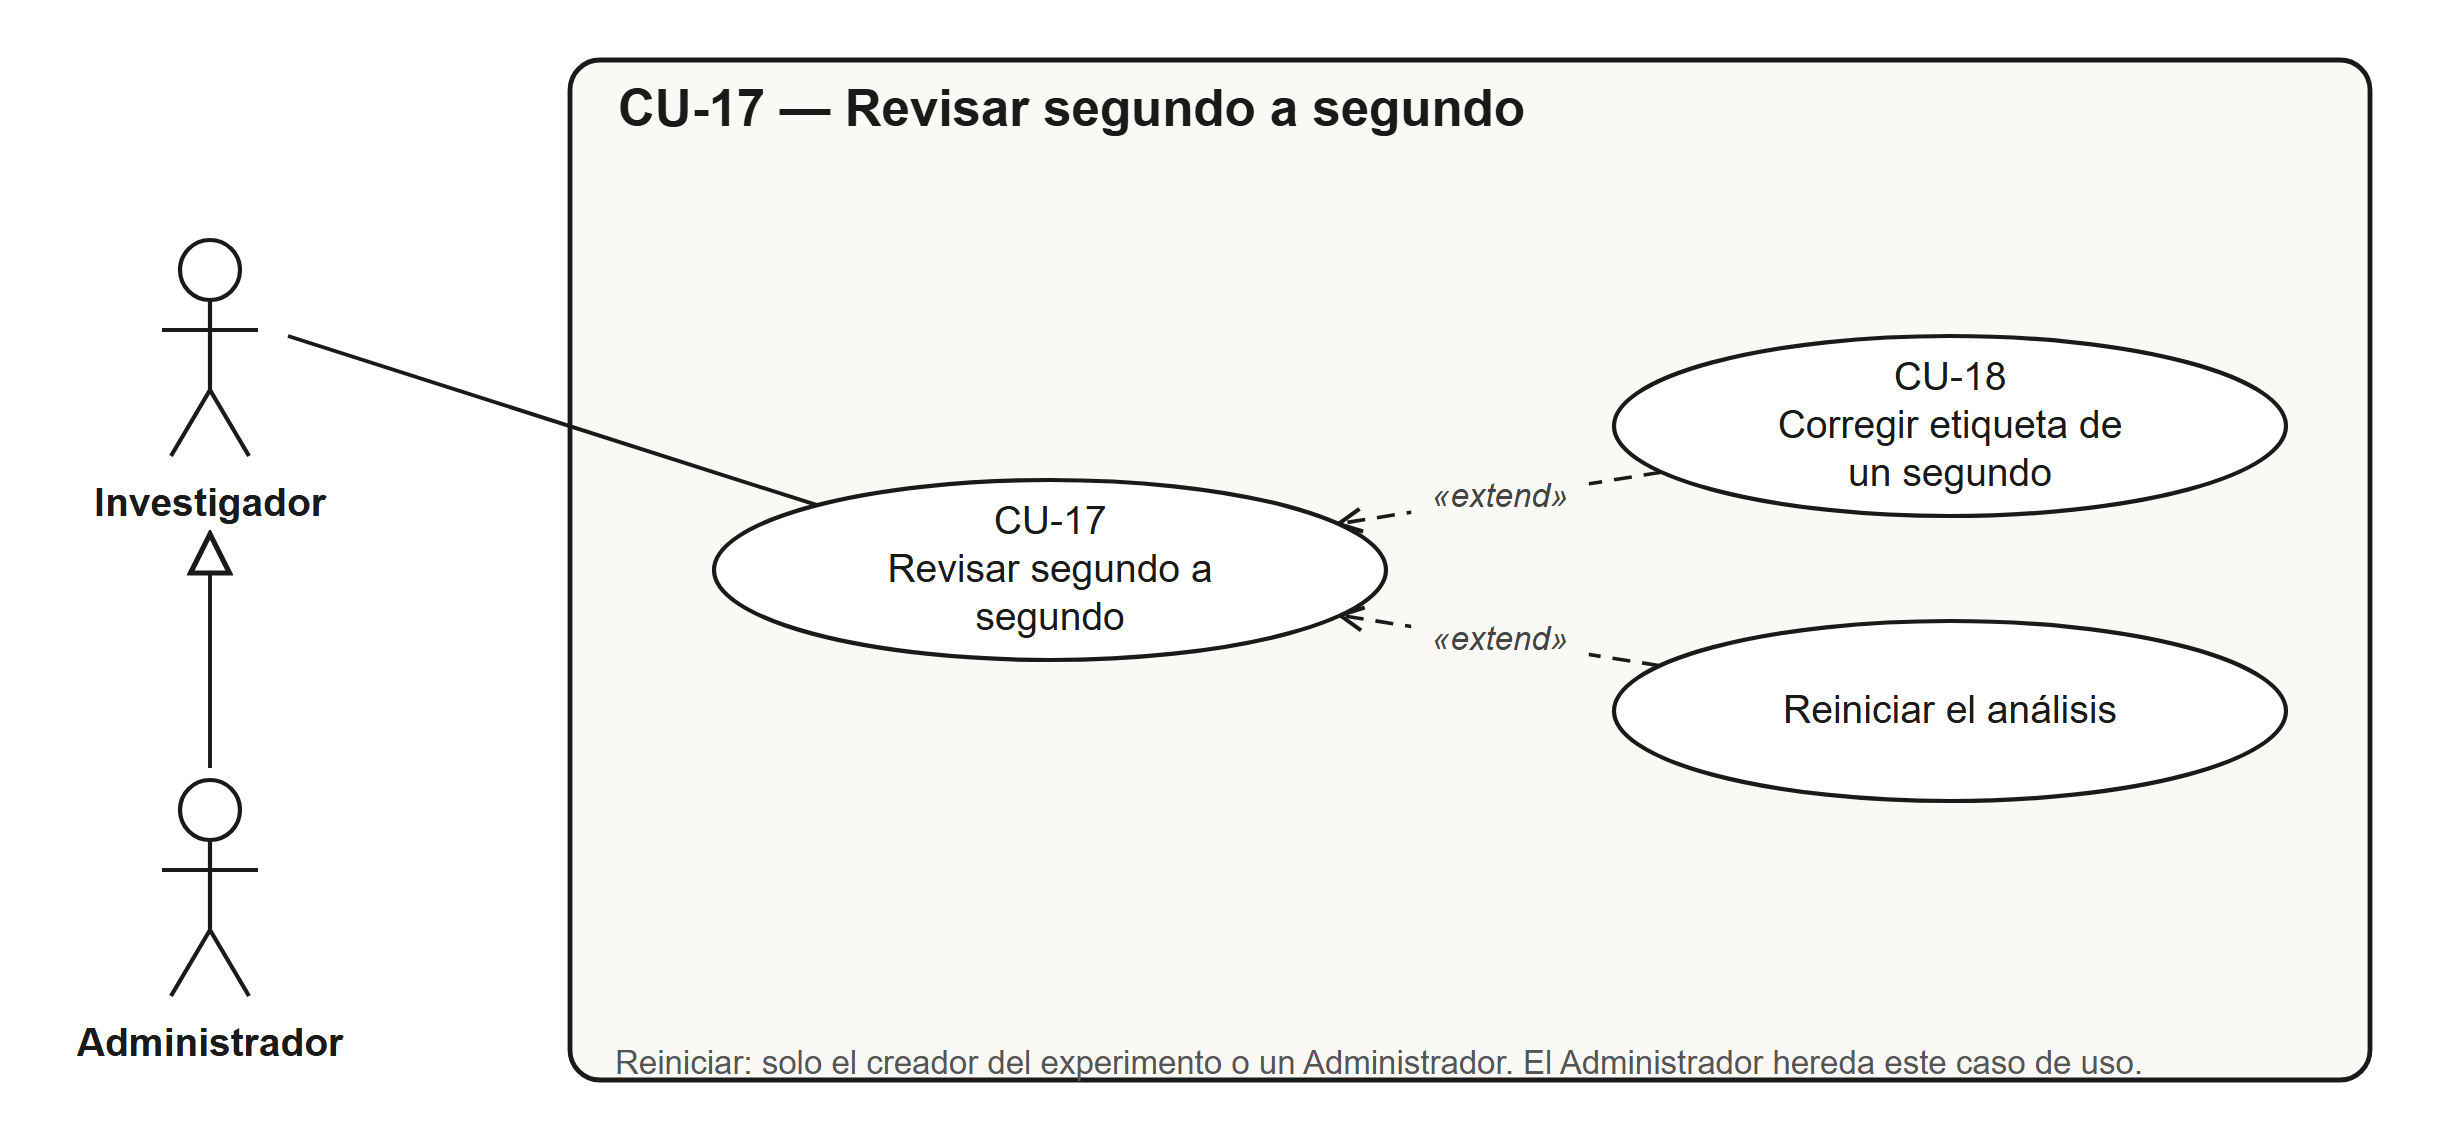 CU-17 — Revisar segundo a segundo
Investigador
Administrador
CU-17
Revisar segundo a
segundo
«extend»
«extend»
CU-18
Corregir etiqueta de
un segundo
Reiniciar el análisis
Reiniciar: solo el creador del experimento o un Administrador. El Administrador hereda este caso de uso.